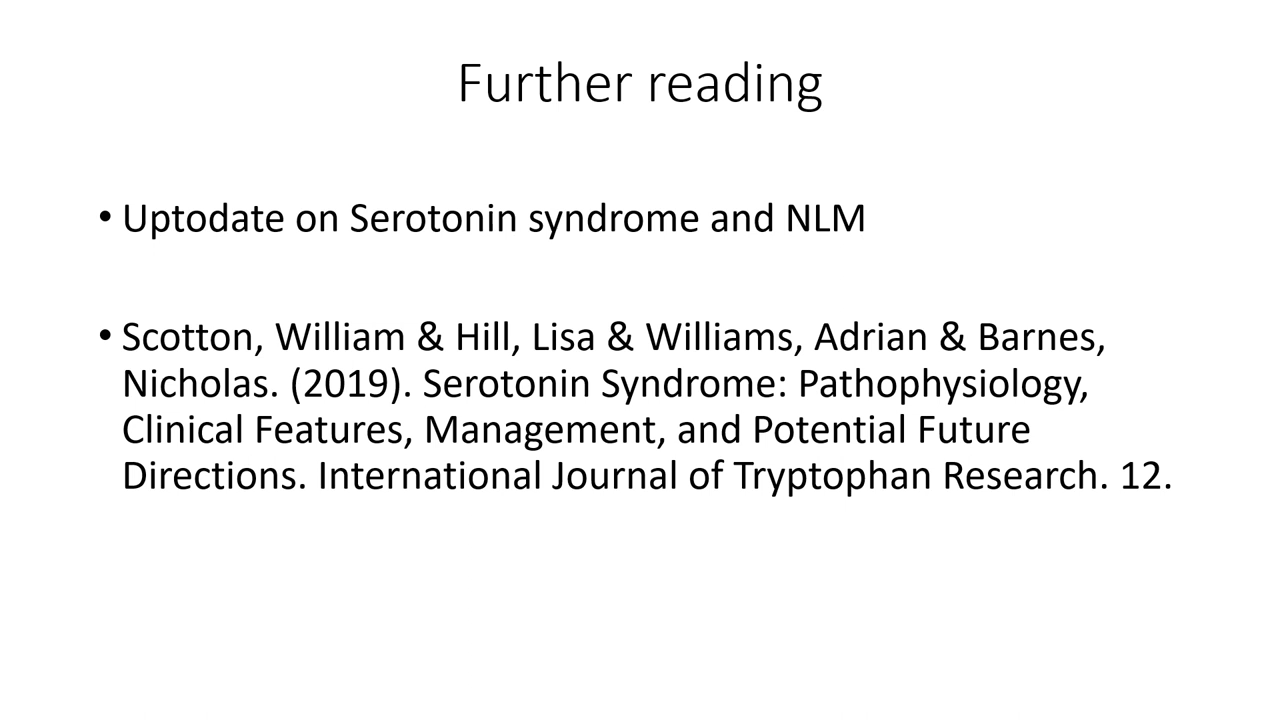 Further reading
• Uptodate on Serotonin syndrome and NLM
• Scotton, William & Hill, Lisa & Williams, Adrian & Barnes,
Nicholas. (2019). Serotonin Syndrome: Pathophysiology,
Clinical Features, Management, and Potential Future
Directions. International Journal of Tryptophan Research. 12.